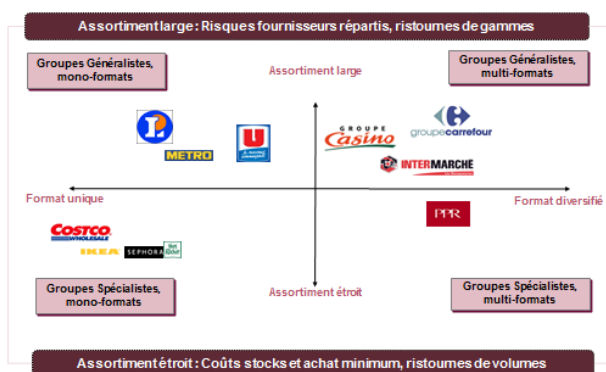 Assortiment large : Risques fournisseurs répartis, ristournes de gammes
Groupes Généralistes,
mono-formats
Assortiment large
Groupes Généralistes,
multi-formats
L
METRO
U
GROUPE
Casino
groupecarrefour
INTERMARCHÉ
Format unique
PPR
Format diversifié
COSTCO
WHOLESALE
IKEA
SEPHORA
Groupes Spécialistes,
mono-formats
Assortiment étroit
Groupes Spécialistes,
multi-formats
Assortiment étroit : Coûts stocks et achat minimum, ristournes de volumes